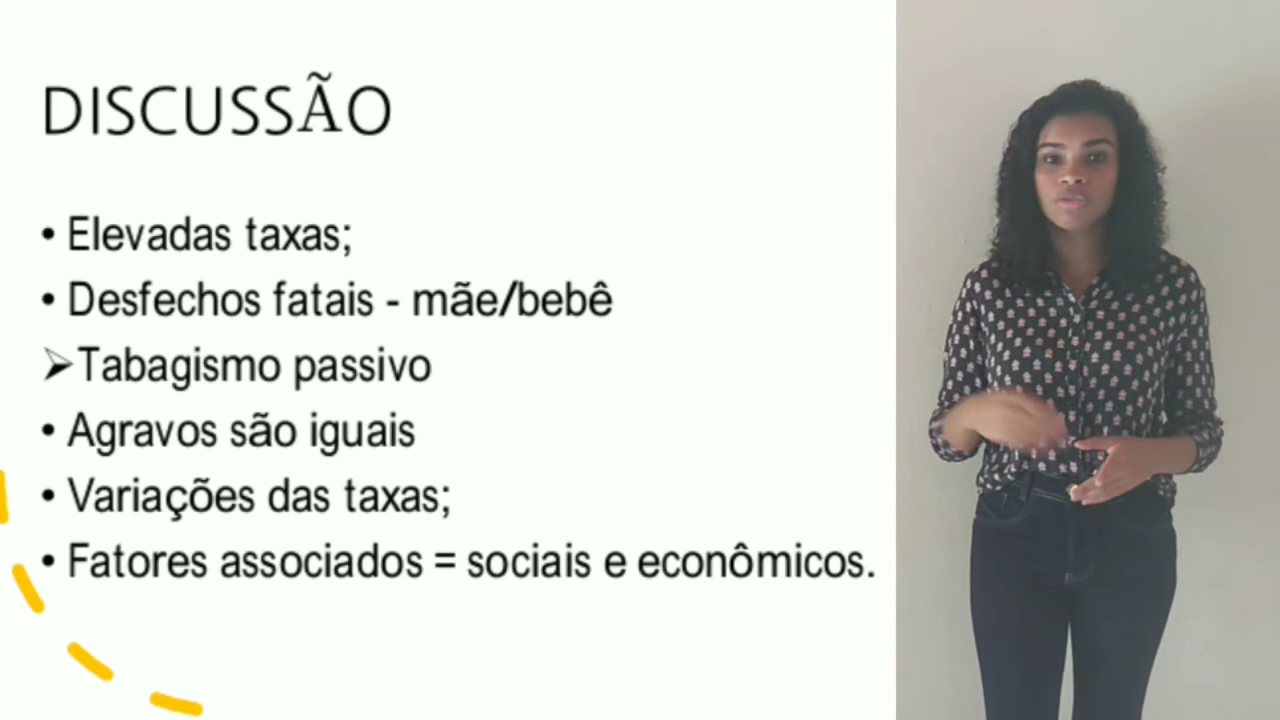 DISCUSSÃO
• Elevadas taxas;
• Desfechos fatais - mãe/bebê
➢Tabagismo passivo
• Agravos são iguais
• Variações das taxas;
• Fatores associados = sociais e econômicos.